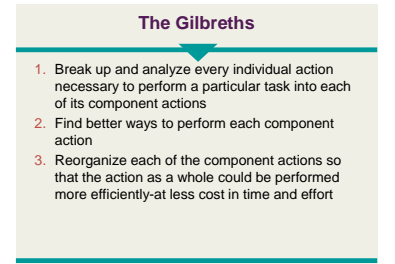 The Gilbreths
1. Break up and analyze every individual action
necessary to perform a particular task into each
of its component actions
2. Find better ways to perform each component
action
3. Reorganize each of the component actions so
that the action as a whole could be performed
more efficiently-at less cost in time and effort